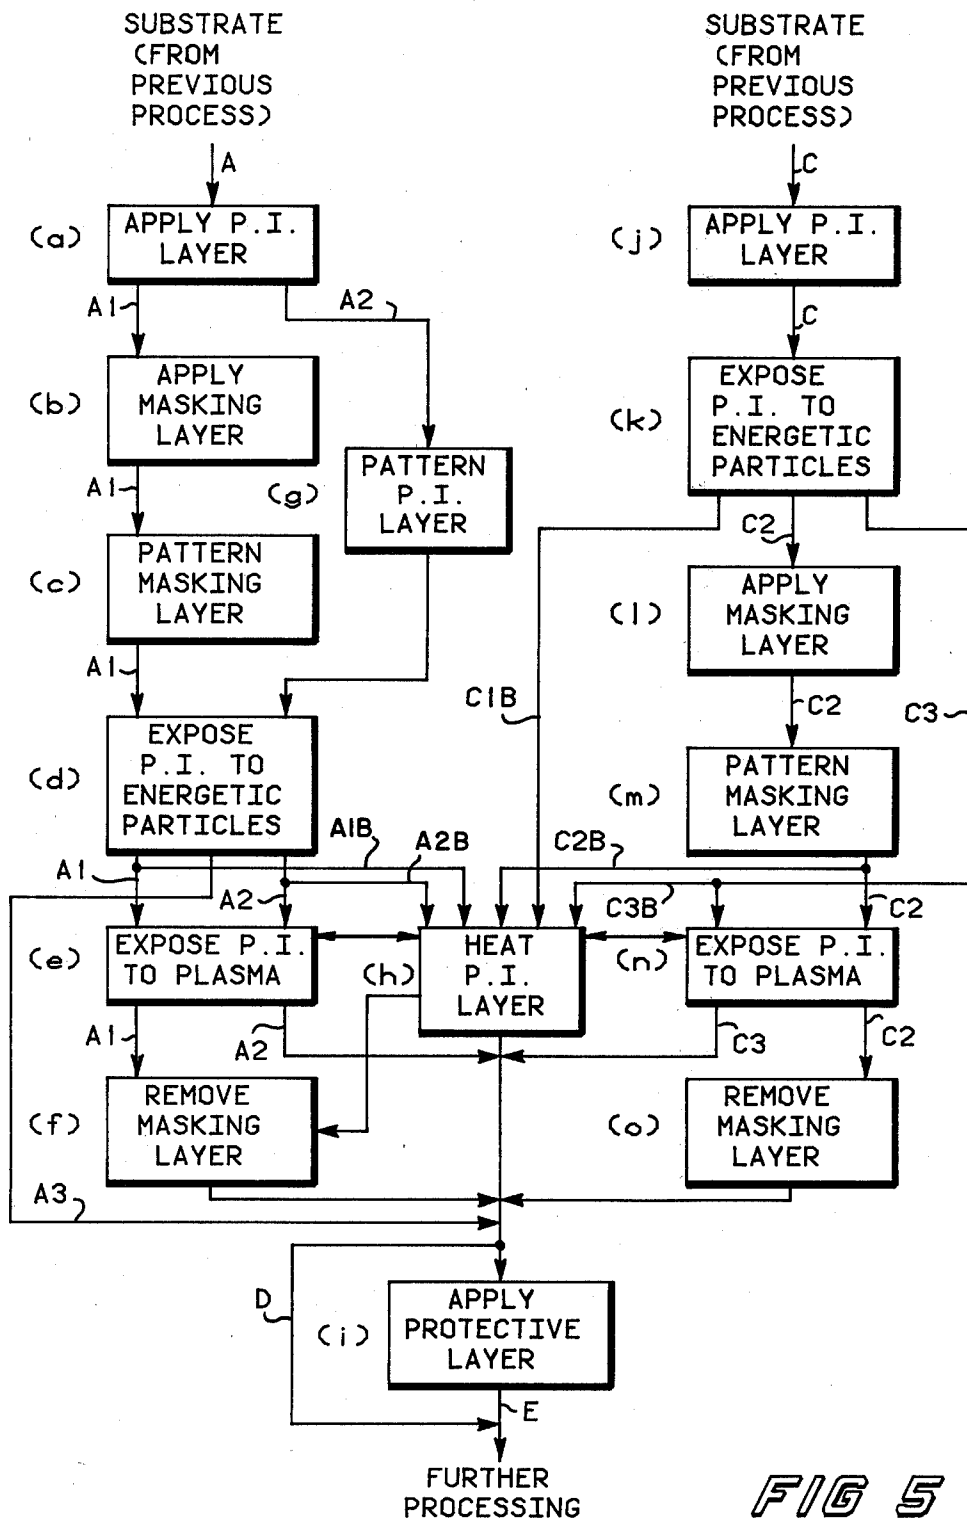 SUBSTRATE
(FROM
PREVIOUS
PROCESS)
A
(a)
APPLY P.I.
LAYER
A1
A2
(b)
APPLY
MASKING
LAYER
A1
(g)
PATTERN
P.I.
LAYER
(c)
PATTERN
MASKING
LAYER
A1
(d)
EXPOSE
P.I. TO
ENERGETIC
PARTICLES
A1
A1B
A2B
A2
(e)
EXPOSE P.I.
TO PLASMA
(h)
HEAT
P.I.
LAYER
A1
A2
(f)
REMOVE
MASKING
LAYER
A3
SUBSTRATE
(FROM
PREVIOUS
PROCESS)
C
(j)
APPLY P.I.
LAYER
C
(k)
EXPOSE
P.I. TO
ENERGETIC
PARTICLES
C2
(l)
APPLY
MASKING
LAYER
C1B
C2
C3
(m)
PATTERN
MASKING
LAYER
C2B
C3B
C2
(n)
EXPOSE P.I.
TO PLASMA
C3
C2
(o)
REMOVE
MASKING
LAYER
D
(i)
APPLY
PROTECTIVE
LAYER
E
FURTHER
PROCESSING
FIG 5